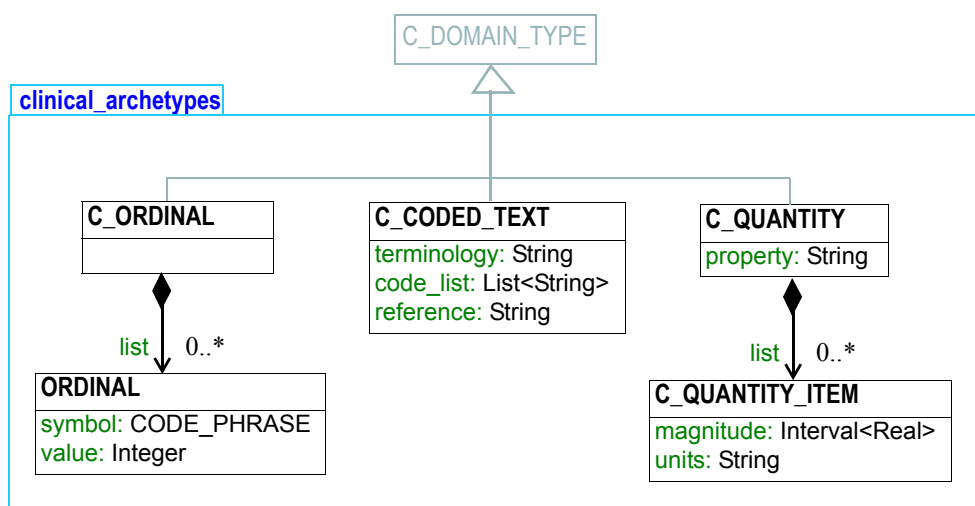 C_DOMAIN_TYPE
clinical_archetypes
C_ORDINAL
C_CODED_TEXT
terminology: String
code_list: List<String>
reference: String
C_QUANTITY
property: String
list 0..*
list 0..*
ORDINAL
symbol: CODE_PHRASE
value: Integer
C_QUANTITY_ITEM
magnitude: Interval<Real>
units: String